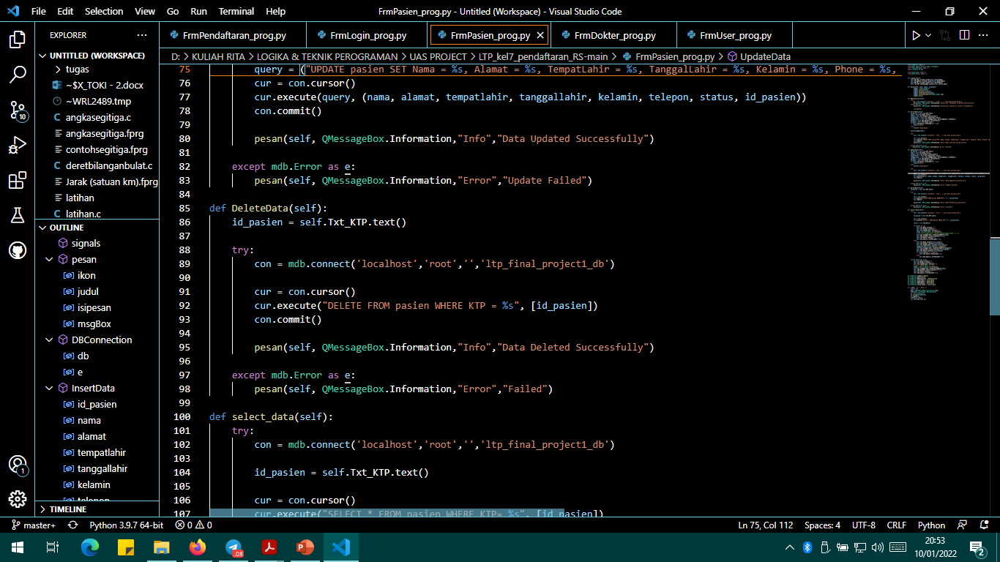 File Edit Selection View Go Run Terminal Help FrmPasien_prog.py - Untitled (Workspace) - Visual Studio Code
EXPLORER ···
FrmPendaftaran_prog.py FrmLogin_prog.py FrmPasien_prog.py FrmDokter_prog.py FrmUser_prog.py
D: > KULIAH RITA > LOGIKA & TEKNIK PEROGRAMAN > UAS PROJECT > LTP_kel7_pendaftaran_RS-main > FrmPasien_prog.py > UpdateData
UNTITLED (WORKSPACE)
tugas
~$X_TOKI - 2.docx
~WRL2489.tmp
angkasegitiga.c
angkasegitiga.fprg
contohsegitiga.fprg
deretbilanganbulat.c
Jarak (satuan km).fprg
latihan
latihan.c
OUTLINE
signals
pesan
ikon
judul
isipesan
msgBox
DBConnection
db
e
InsertData
id_pasien
nama
alamat
tempatlahir
tanggallahir
kelamin
telepon
TIMELINE
10
1
75 query = ("UPDATE pasien SET Nama = %s, Alamat = %s, TempatLahir = %s, TanggalLahir = %s, Kelamin = %s, Phone = %s,
76 cur = con.cursor()
77 cur.execute(query, (nama, alamat, tempatlahir, tanggallahir, kelamin, telepon, status, id_pasien))
78 con.commit()
79
80 pesan(self, QMessageBox.Information,"Info","Data Updated Successfully")
81
82 except mdb.Error as e:
83 pesan(self, QMessageBox.Information,"Error","Update Failed")
84
85 def DeleteData(self):
86 id_pasien = self.Txt_KTP.text()
87
88 try:
89 con = mdb.connect('localhost','root','','ltp_final_project1_db')
90
91 cur = con.cursor()
92 cur.execute("DELETE FROM pasien WHERE KTP = %s", [id_pasien])
93 con.commit()
94
95 pesan(self, QMessageBox.Information,"Info","Data Deleted Successfully")
96
97 except mdb.Error as e:
98 pesan(self, QMessageBox.Information,"Error","Failed")
99
100 def select_data(self):
101 try:
102 con = mdb.connect('localhost','root','','ltp_final_project1_db')
103
104 id_pasien = self.Txt_KTP.text()
105
106 cur = con.cursor()
107 cur.execute("SELECT * FROM pasien WHERE KTP= %s", [id_pasien])
master+ Python 3.9.7 64-bit 0 0 Ln 75, Col 112 Spaces: 4 UTF-8 CRLF Python
.08
20:53
10/01/2022
2